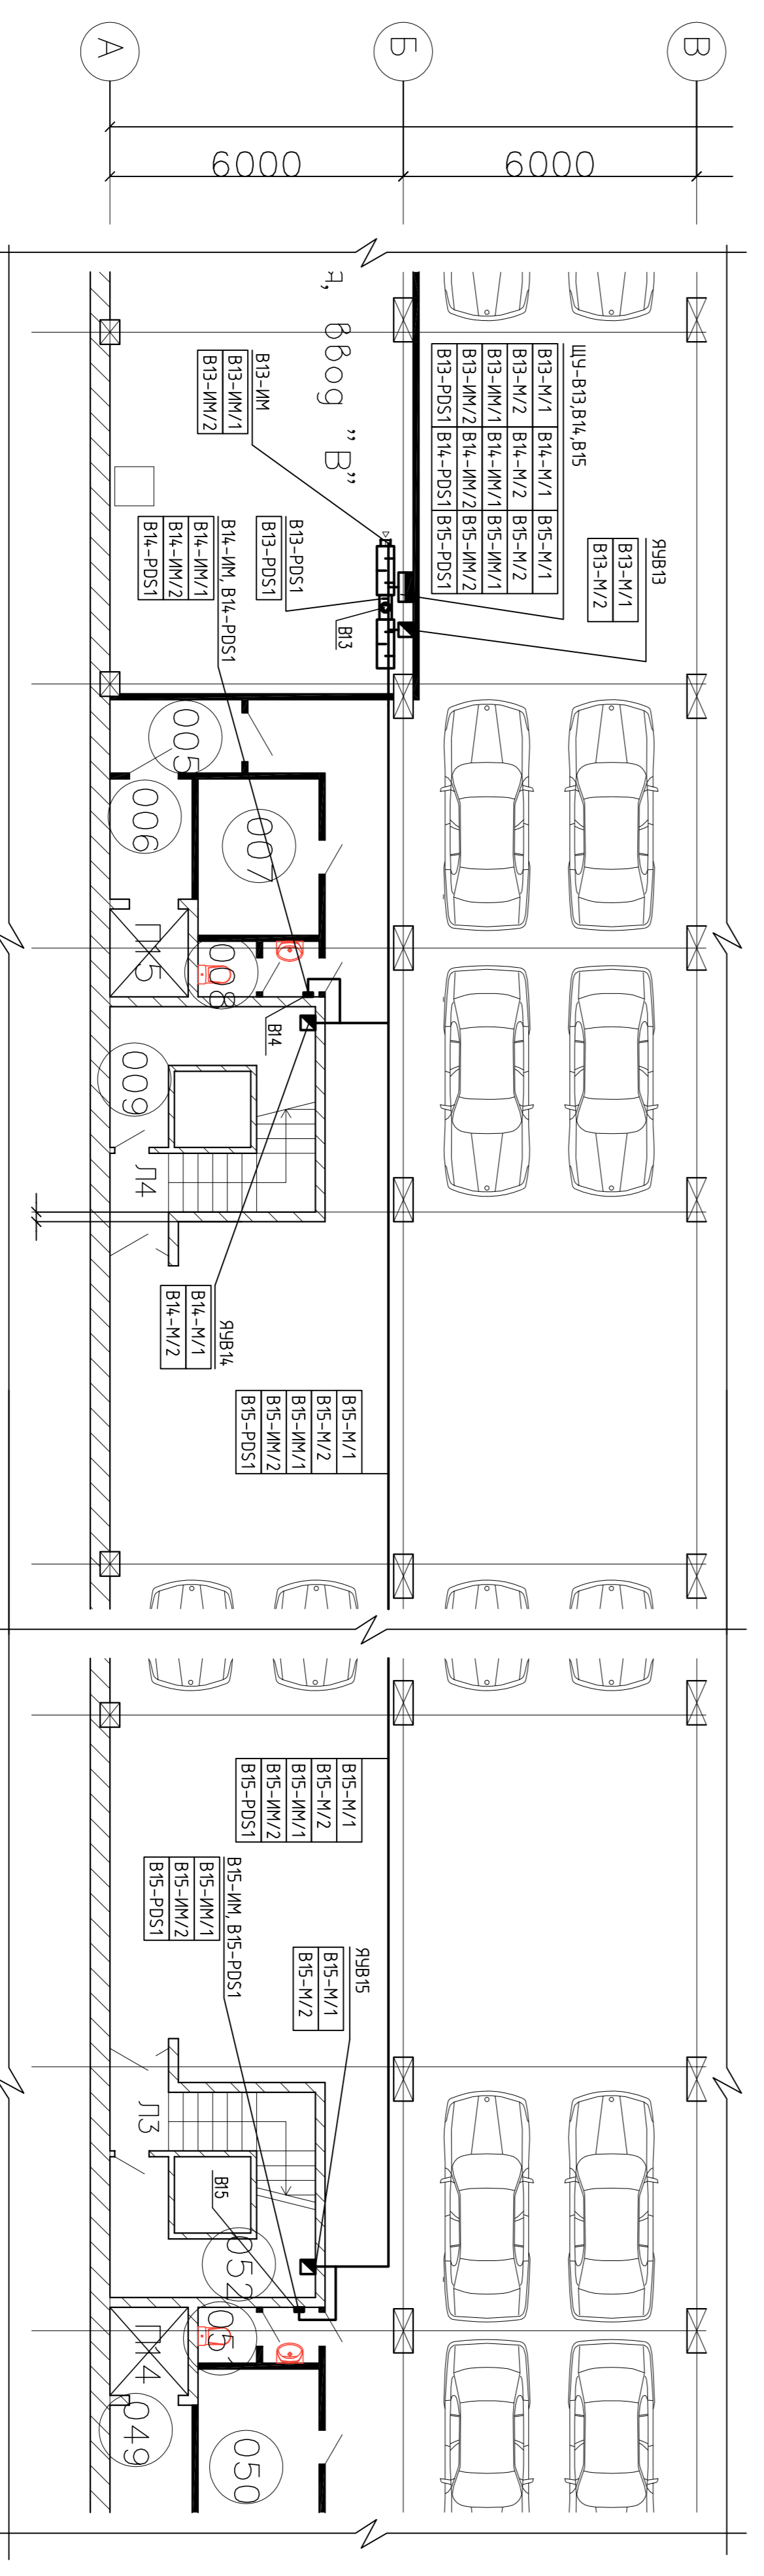 А
Б
В
6000
6000
я, ввод "В"
ЩУ-В13,В14,В15
В13-М/1 В14-М/1 В15-М/1
В13-М/2 В14-М/2 В15-М/2
В13-ИМ/1 В14-ИМ/1 В15-ИМ/1
В13-ИМ/2 В14-ИМ/2 В15-ИМ/2
В13-PDS1 В14-PDS1 В15-PDS1
ЯУВ13
В13-М/1
В13-М/2
В13-ИМ
В13-ИМ/1
В13-ИМ/2
В13-PDS1
В13-PDS1
В13
В14-ИМ, В14-PDS1
В14-ИМ/1
В14-ИМ/2
В14-PDS1
005
006
007
П15
008
В14
009
Л4
ЯУВ14
В14-М/1
В14-М/2
В15-М/1
В15-М/2
В15-ИМ/1
В15-ИМ/2
В15-PDS1
В15-М/1
В15-М/2
В15-ИМ/1
В15-ИМ/2
В15-PDS1
В15-ИМ, В15-PDS1
В15-ИМ/1
В15-ИМ/2
В15-PDS1
ЯУВ15
В15-М/1
В15-М/2
Л3
В15
052
П14
049
050